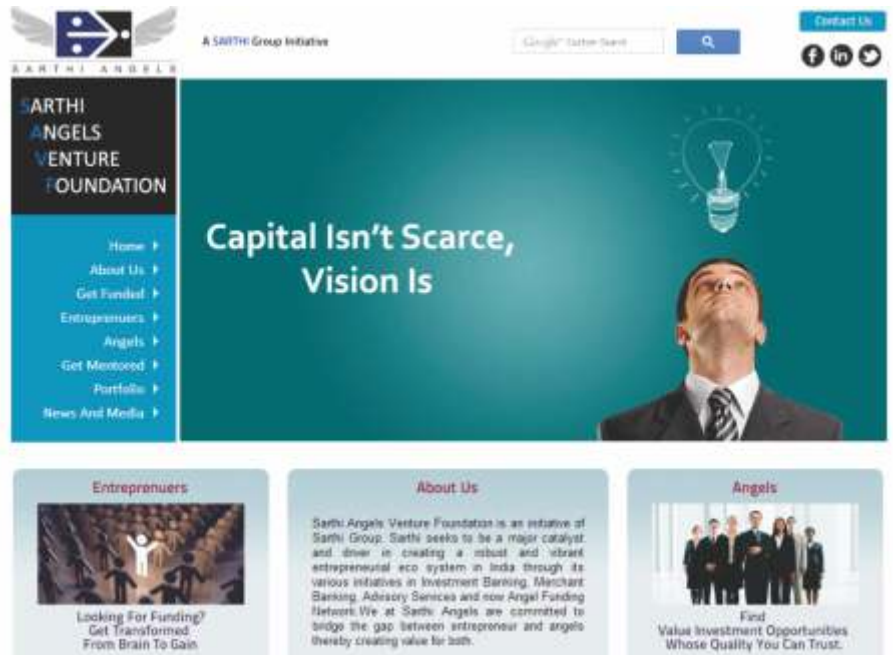 SARTHI ANGELS
A SARTHI Group Initiative
Google™ Custom Search
Contact Us
SARTHI
ANGELS
VENTURE
FOUNDATION
Home
About Us
Get Funded
Entreprenuers
Angels
Get Mentored
Portfolio
News And Media
Capital Isn't Scarce,
Vision Is
Entreprenuers
Looking For Funding?
Get Transformed
From Brain To Gain
About Us
Sarthi Angels Venture Foundation is an initiative of
Sarthi Group. Sarthi seeks to be a major catalyst
and driver in creating a robust and vibrant
entrepreneurial eco system in India through its
various initiatives in Investment Banking, Merchant
Banking, Advisory Services and now Angel Funding
Network.We at Sarthi Angels are committed to
bridge the gap between entrepreneur and angels
thereby creating value for both.
Angels
Find
Value Investment Opportunities
Whose Quality You Can Trust.